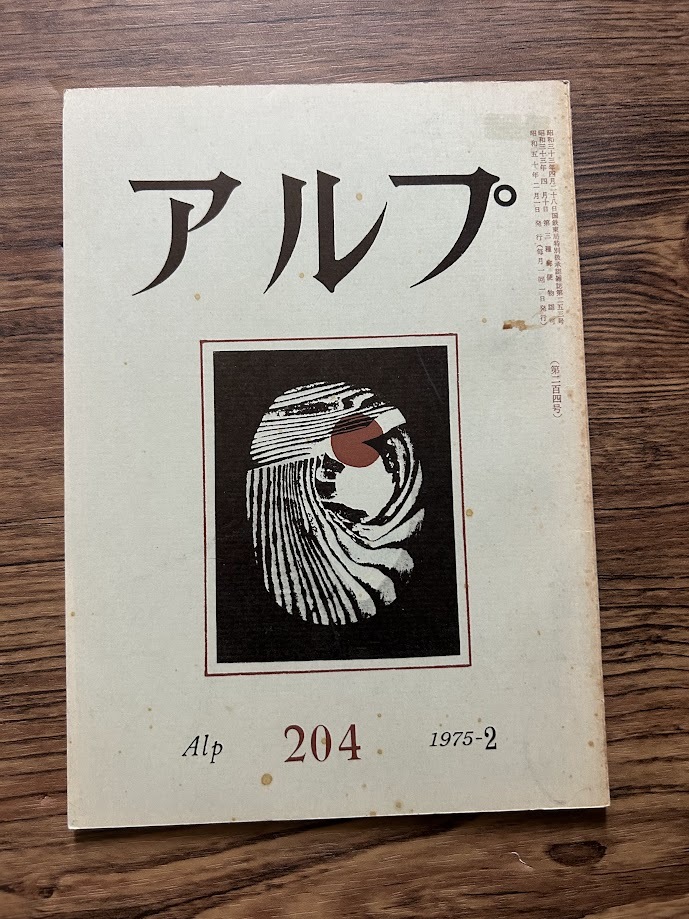 アルプ
昭和三十三年四月二十八日国鉄東局特別扱承認雑誌第二五三号
昭和三十三年四月十日第三種郵便物認可
昭和五十年二月一日発行(毎月一回一日発行)
(第二百四号)
Alp 204 1975-2